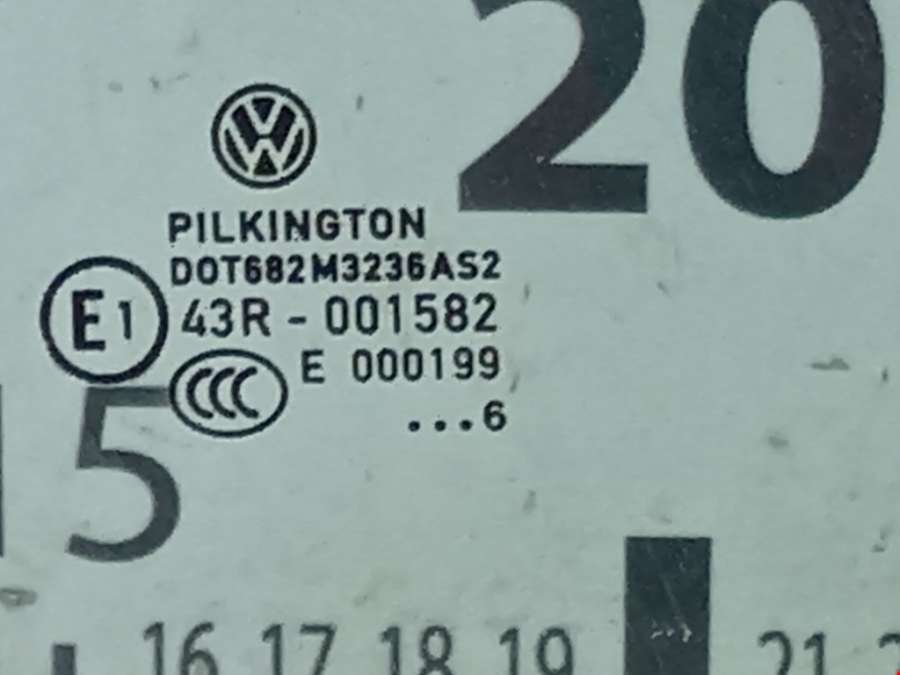 20
PILKINGTON
DOT682M3236AS2
E1 43R - 001582
CCC E 000199
...6
15
16 17 18 19 21